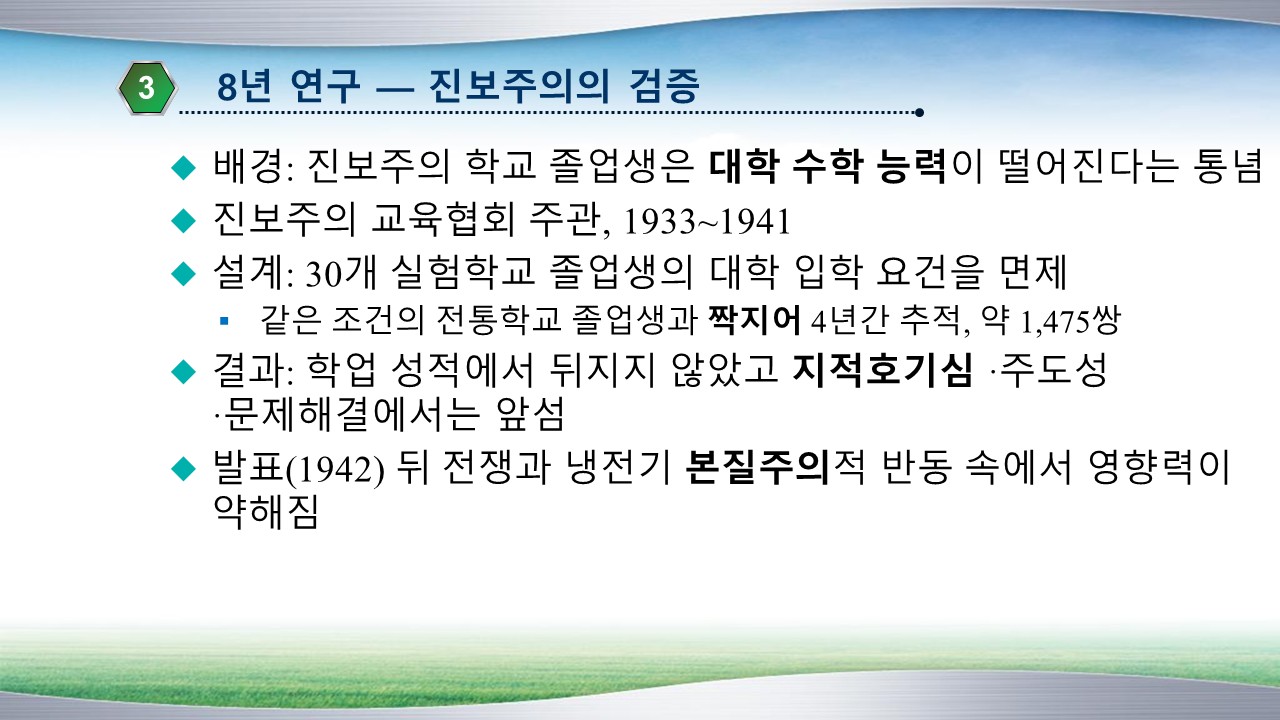 3
8년 연구 — 진보주의의 검증
배경: 진보주의 학교 졸업생은 대학 수학 능력이 떨어진다는 통념
진보주의 교육협회 주관, 1933~1941
설계: 30개 실험학교 졸업생의 대학 입학 요건을 면제
같은 조건의 전통학교 졸업생과 짝지어 4년간 추적, 약 1,475쌍
결과: 학업 성적에서 뒤지지 않았고 지적호기심 ·주도성
·문제해결에서는 앞섬
발표(1942) 뒤 전쟁과 냉전기 본질주의적 반동 속에서 영향력이
약해짐